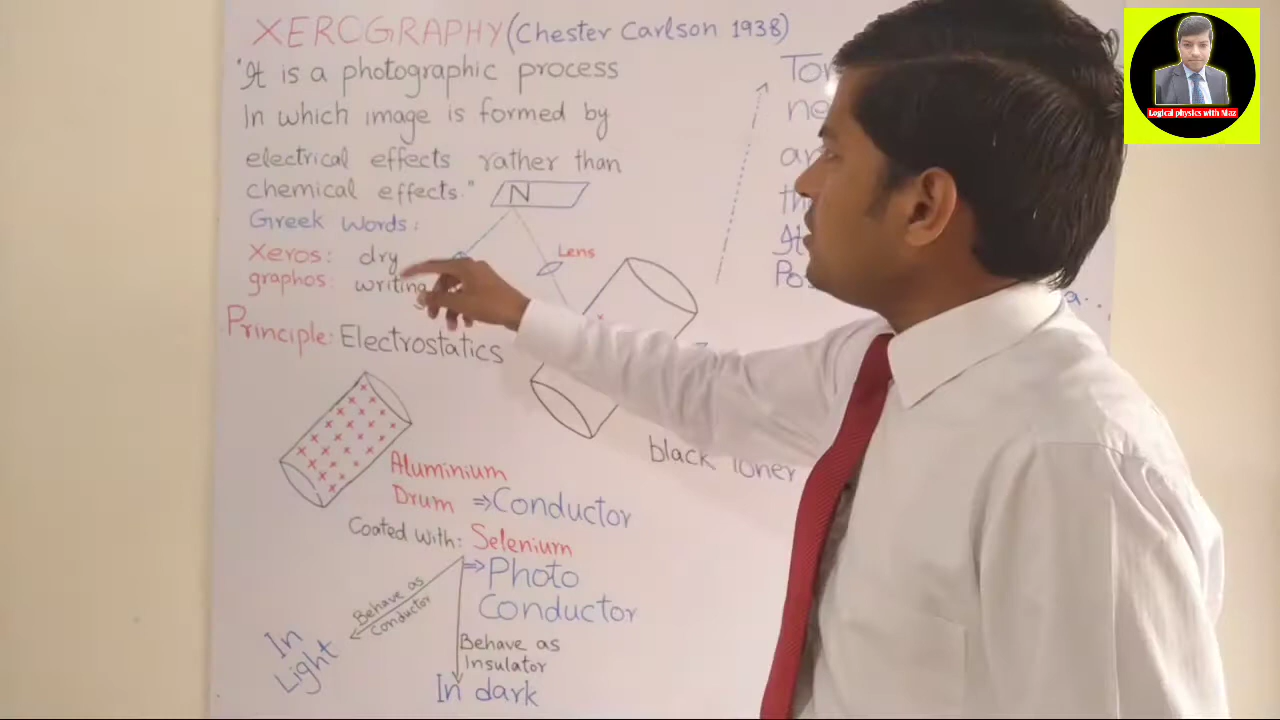 XEROGRAPHY (Chester Carlson 1938)
"It is a photographic process
In which image is formed by
electrical effects rather than
chemical effects."
Greek Words:
Xeros: dry
graphos: writing
Principle: Electrostatics
N
Lens
Aluminium
Drum ⇒ Conductor
Coated with: Selenium
⇒ Photo
Conductor
Behave as
Conductor
In
Light
Behave as
Insulator
In dark
black toner
Logical physics with Niaz